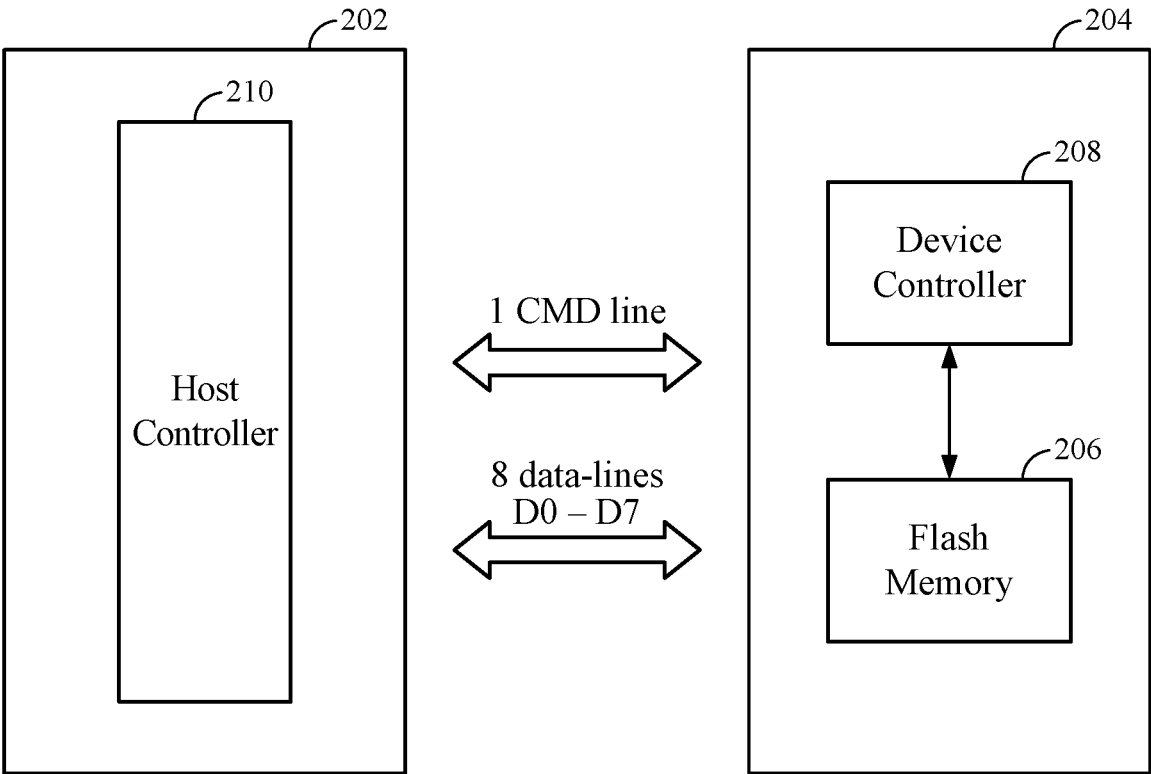 202
204
210
208
Device
Controller
1 CMD line
Host
Controller
8 data-lines
D0 – D7
206
Flash
Memory